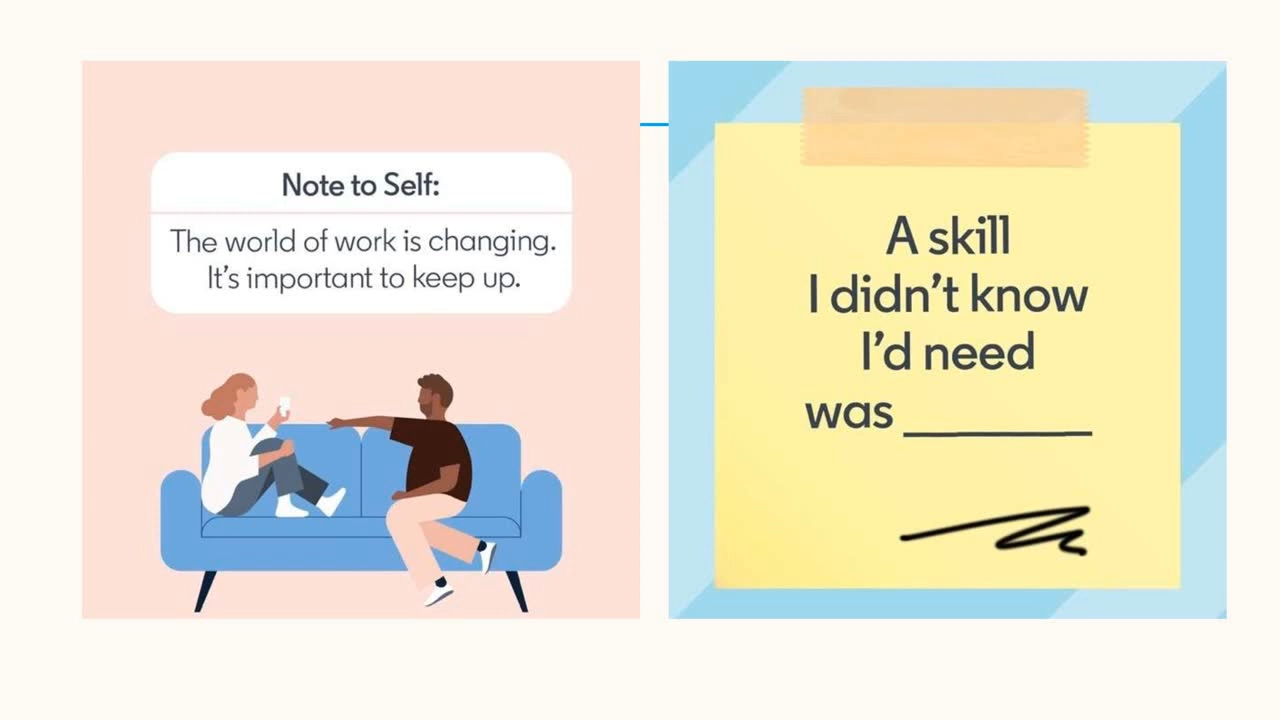 Note to Self:
The world of work is changing.
It's important to keep up.
A skill
I didn't know
I'd need
was __________